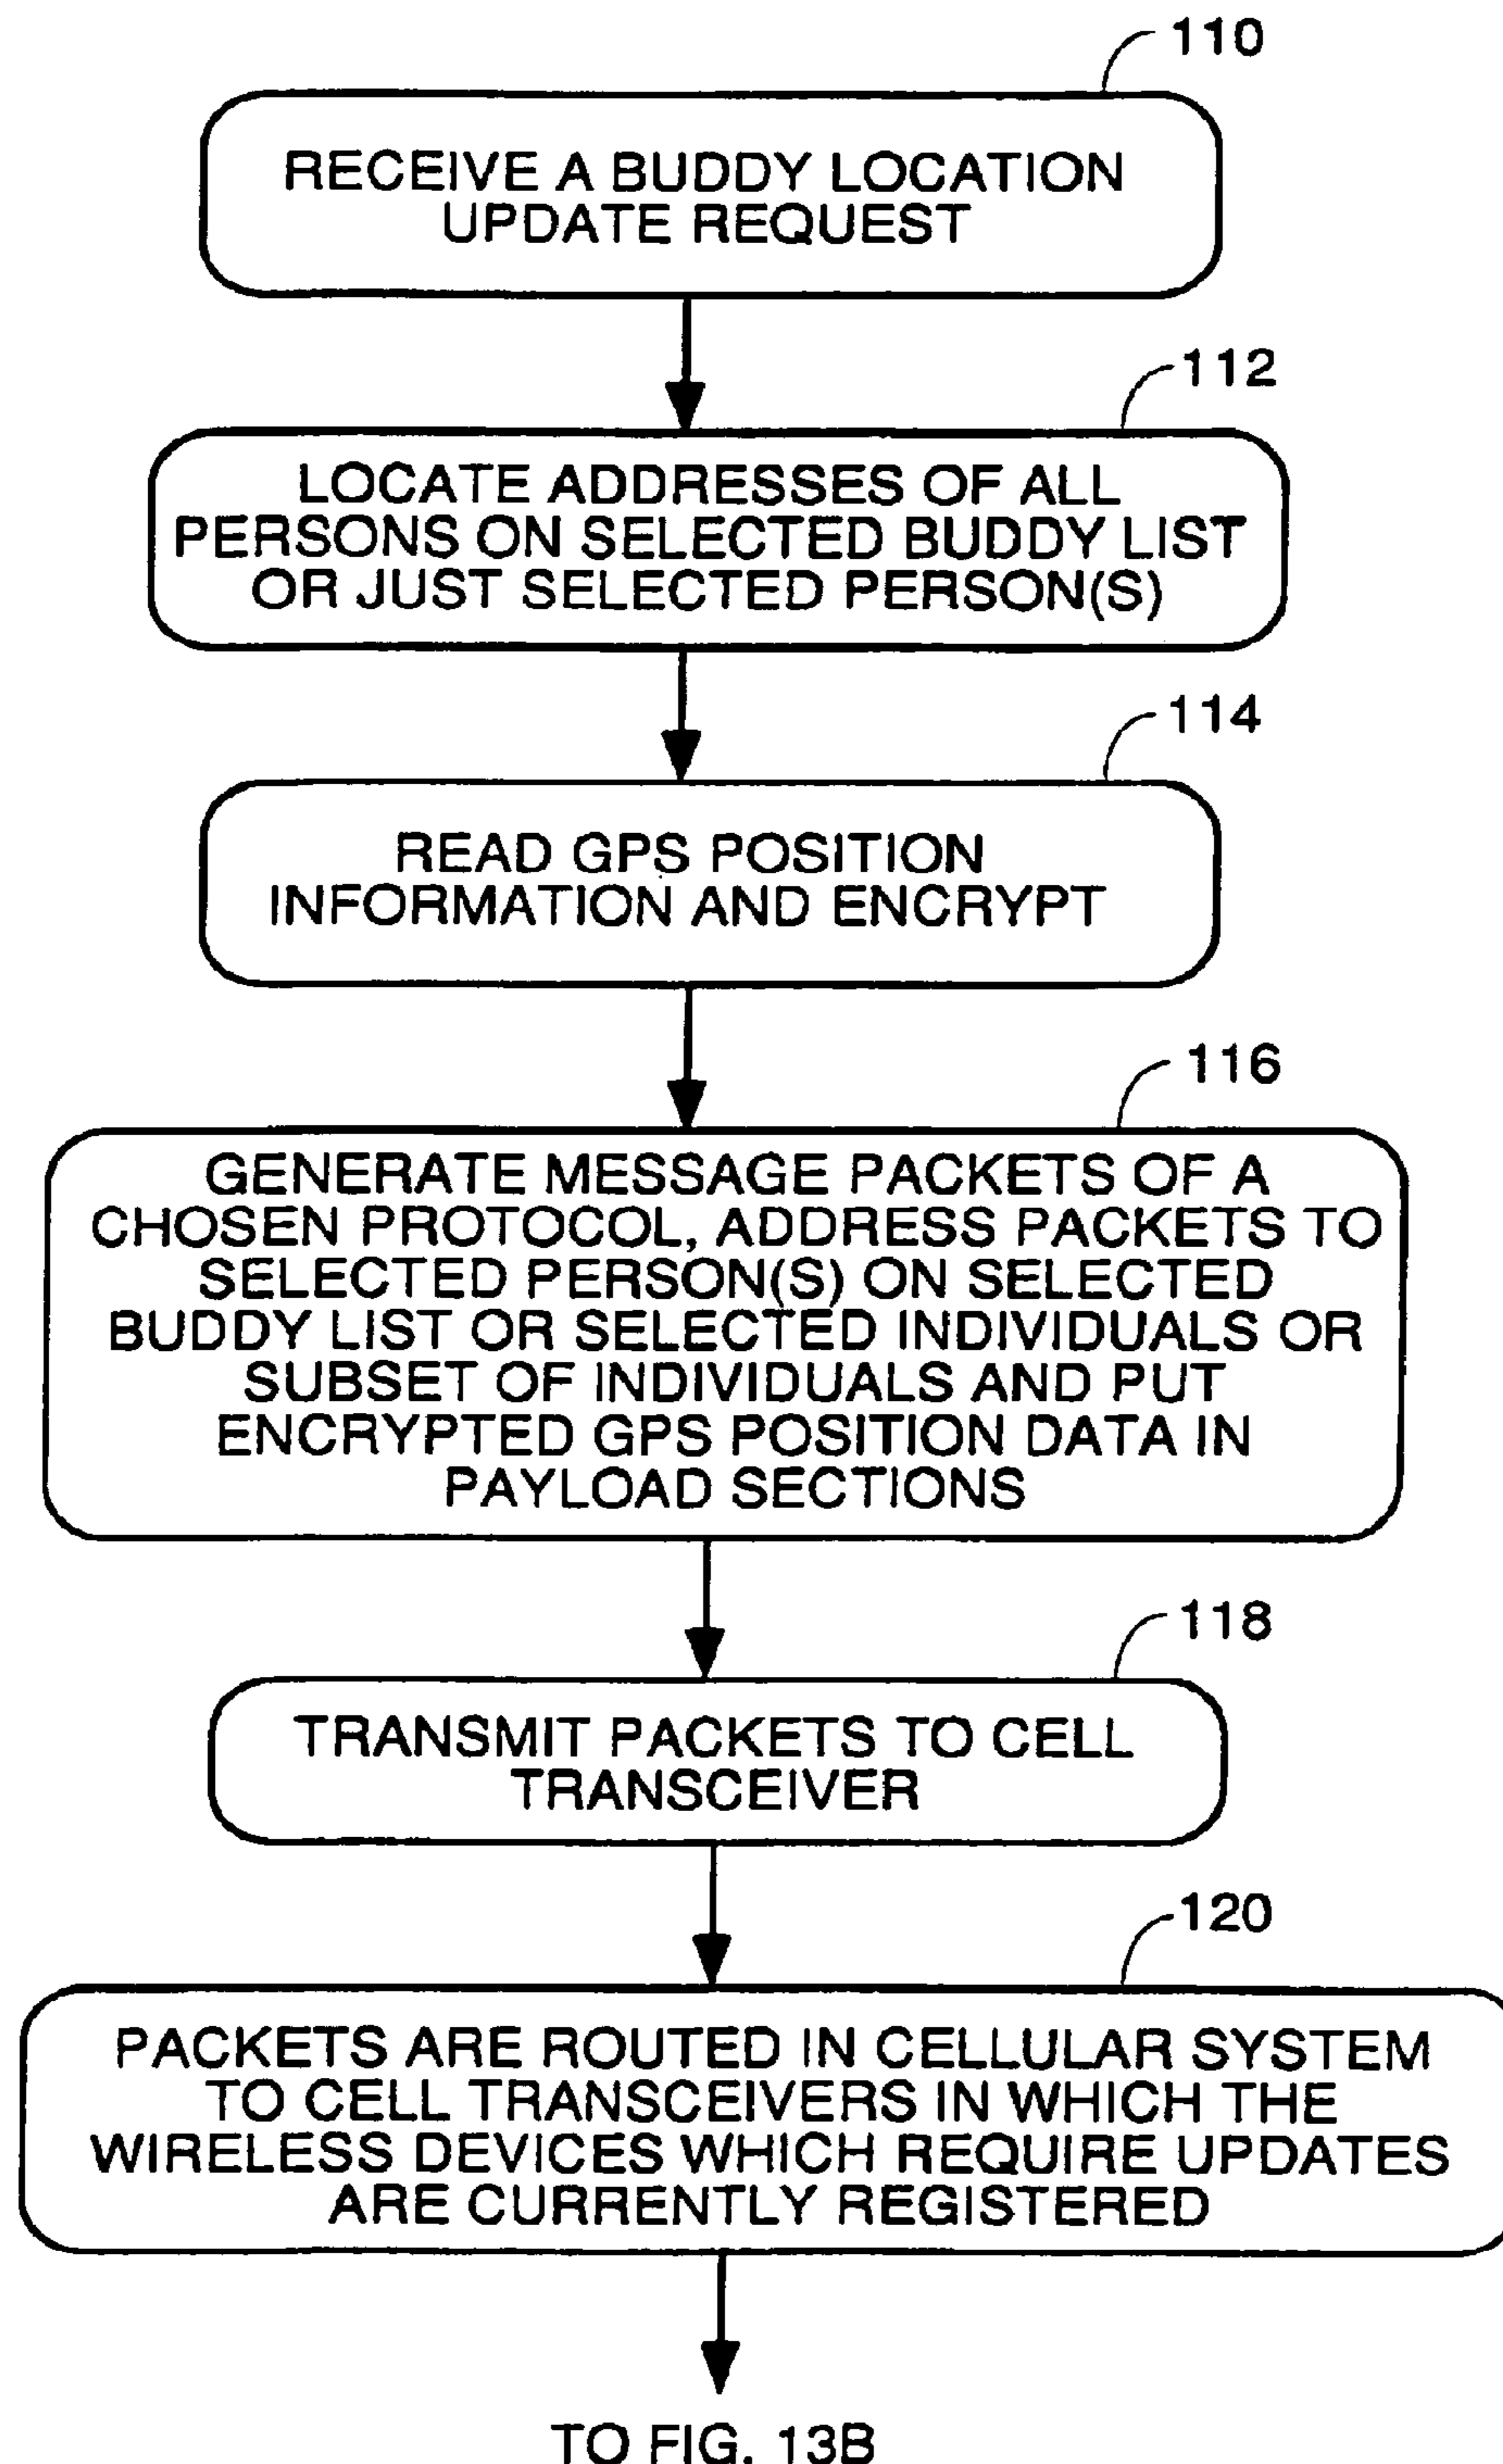 110
RECEIVE A BUDDY LOCATION
UPDATE REQUEST
112
LOCATE ADDRESSES OF ALL
PERSONS ON SELECTED BUDDY LIST
OR JUST SELECTED PERSON(S)
114
READ GPS POSITION
INFORMATION AND ENCRYPT
116
GENERATE MESSAGE PACKETS OF A
CHOSEN PROTOCOL, ADDRESS PACKETS TO
SELECTED PERSON(S) ON SELECTED
BUDDY LIST OR SELECTED INDIVIDUALS OR
SUBSET OF INDIVIDUALS AND PUT
ENCRYPTED GPS POSITION DATA IN
PAYLOAD SECTIONS
118
TRANSMIT PACKETS TO CELL
TRANSCEIVER
120
PACKETS ARE ROUTED IN CELLULAR SYSTEM
TO CELL TRANSCEIVERS IN WHICH THE
WIRELESS DEVICES WHICH REQUIRE UPDATES
ARE CURRENTLY REGISTERED
TO FIG. 13B